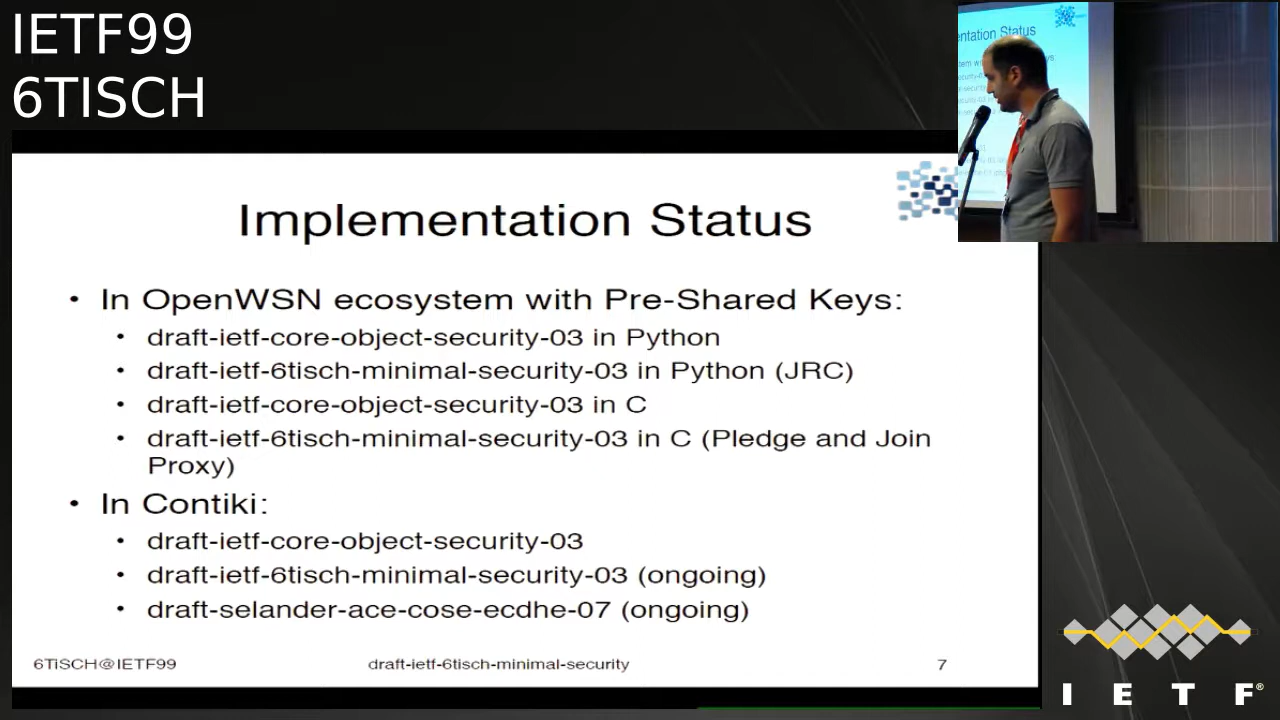 IETF99
6TISCH
Implementation Status
• In OpenWSN ecosystem with Pre-Shared Keys:
• draft-ietf-core-object-security-03 in Python
• draft-ietf-6tisch-minimal-security-03 in Python (JRC)
• draft-ietf-core-object-security-03 in C
• draft-ietf-6tisch-minimal-security-03 in C (Pledge and Join
Proxy)
• In Contiki:
• draft-ietf-core-object-security-03
• draft-ietf-6tisch-minimal-security-03 (ongoing)
• draft-selander-ace-cose-ecdhe-07 (ongoing)
6TiSCH@IETF99
draft-ietf-6tisch-minimal-security
7
entation Status
I E T F®